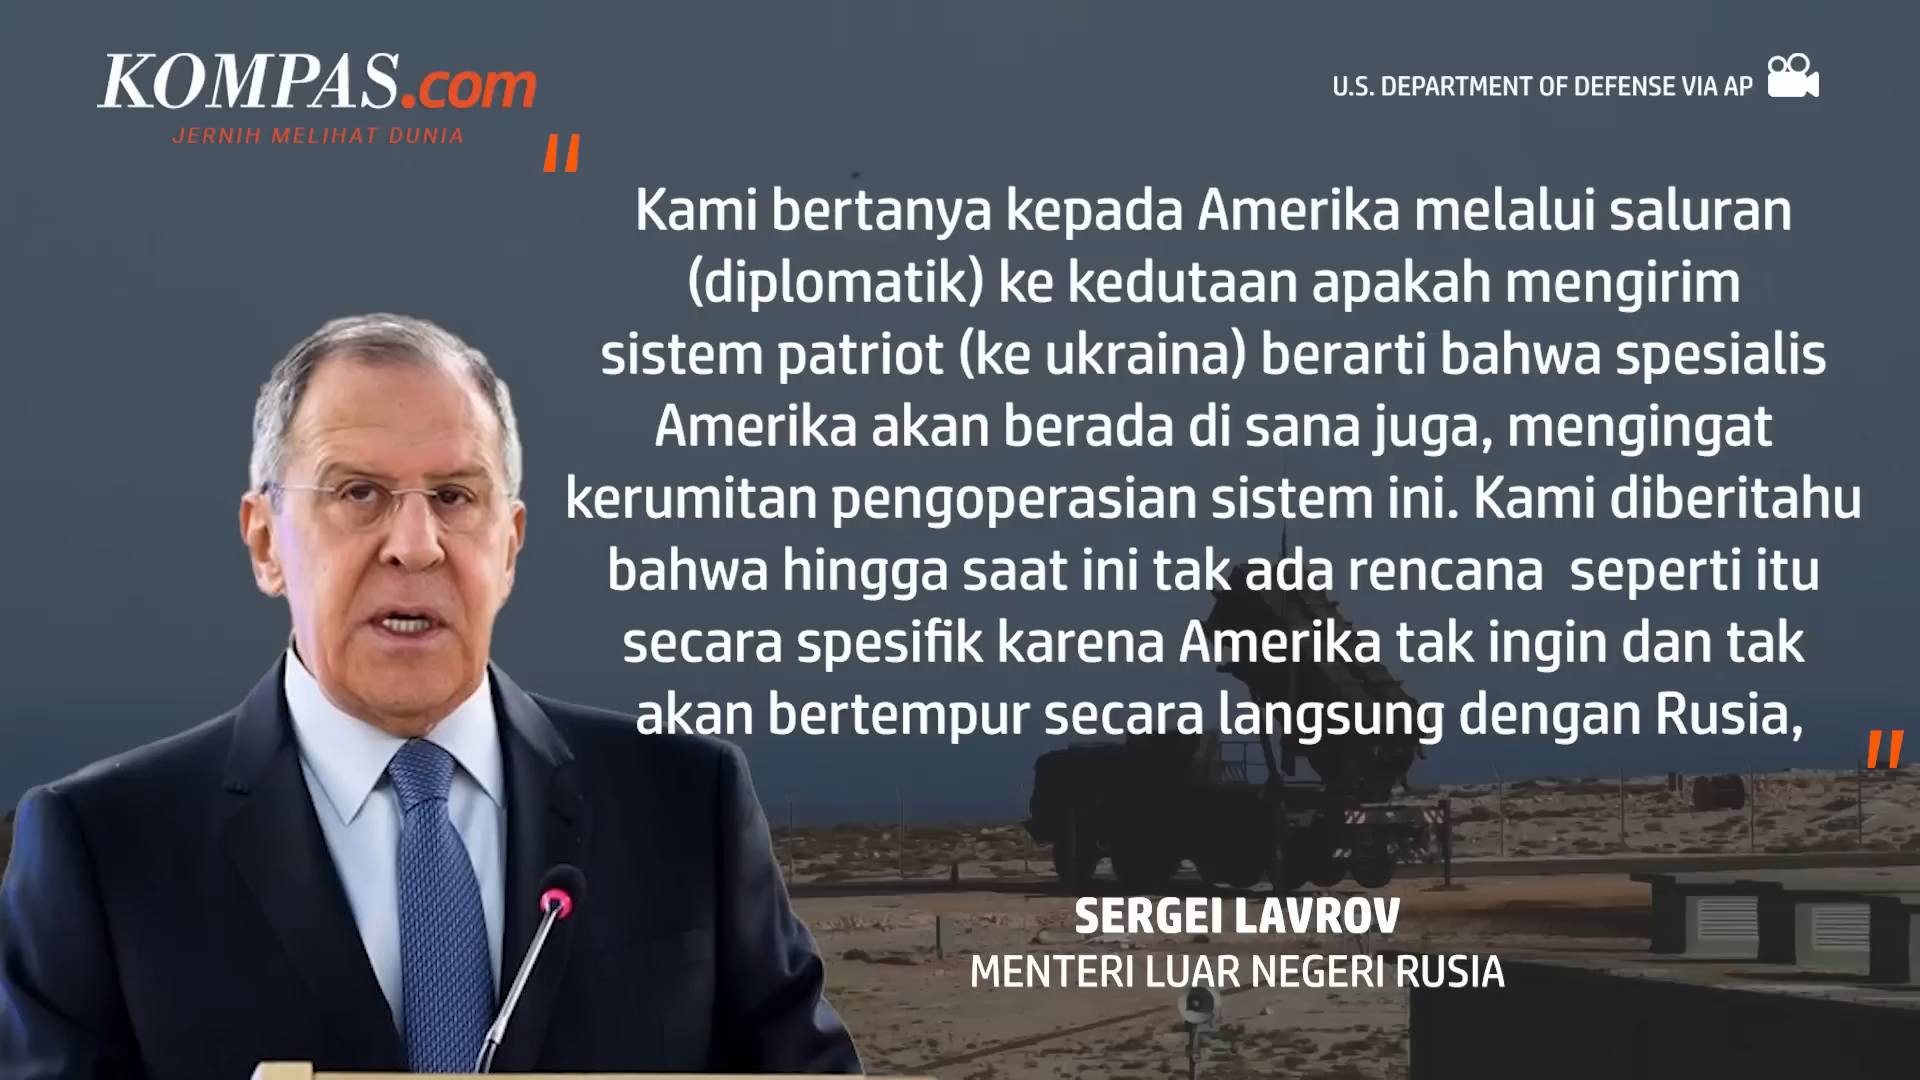 KOMPAS.com
JERNIH MELIHAT DUNIA
U.S. DEPARTMENT OF DEFENSE VIA AP
"
Kami bertanya kepada Amerika melalui saluran
(diplomatik) ke kedutaan apakah mengirim
sistem patriot (ke ukraina) berarti bahwa spesialis
Amerika akan berada di sana juga, mengingat
kerumitan pengoperasian sistem ini. Kami diberitahu
bahwa hingga saat ini tak ada rencana seperti itu
secara spesifik karena Amerika tak ingin dan tak
akan bertempur secara langsung dengan Rusia,
"
SERGEI LAVROV
MENTERI LUAR NEGERI RUSIA